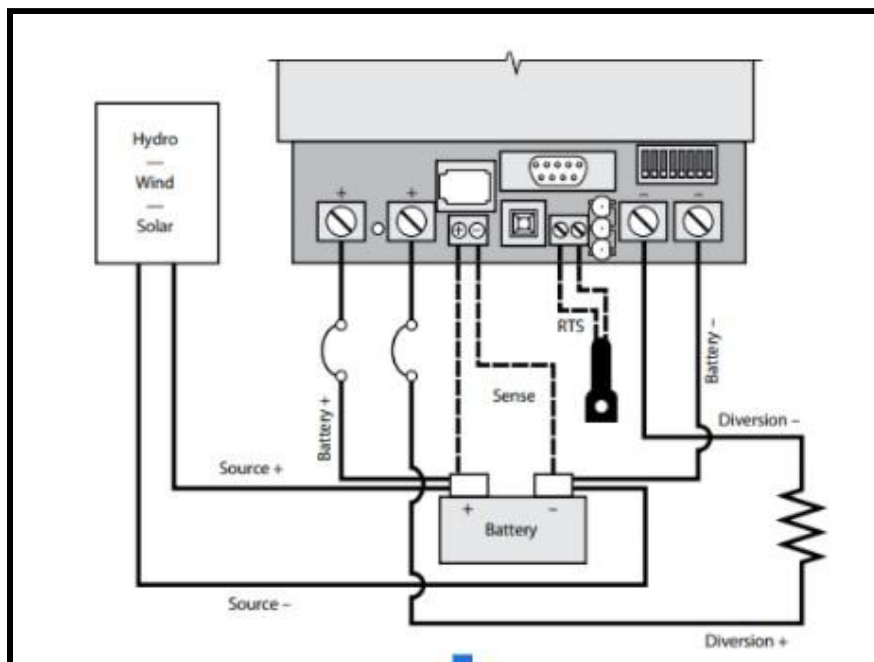 Hydro
—
Wind
—
Solar
+
+
+ −
−
−
RTS
Battery +
Sense
Battery −
Diversion −
Source +
+
−
Battery
Source −
Diversion +